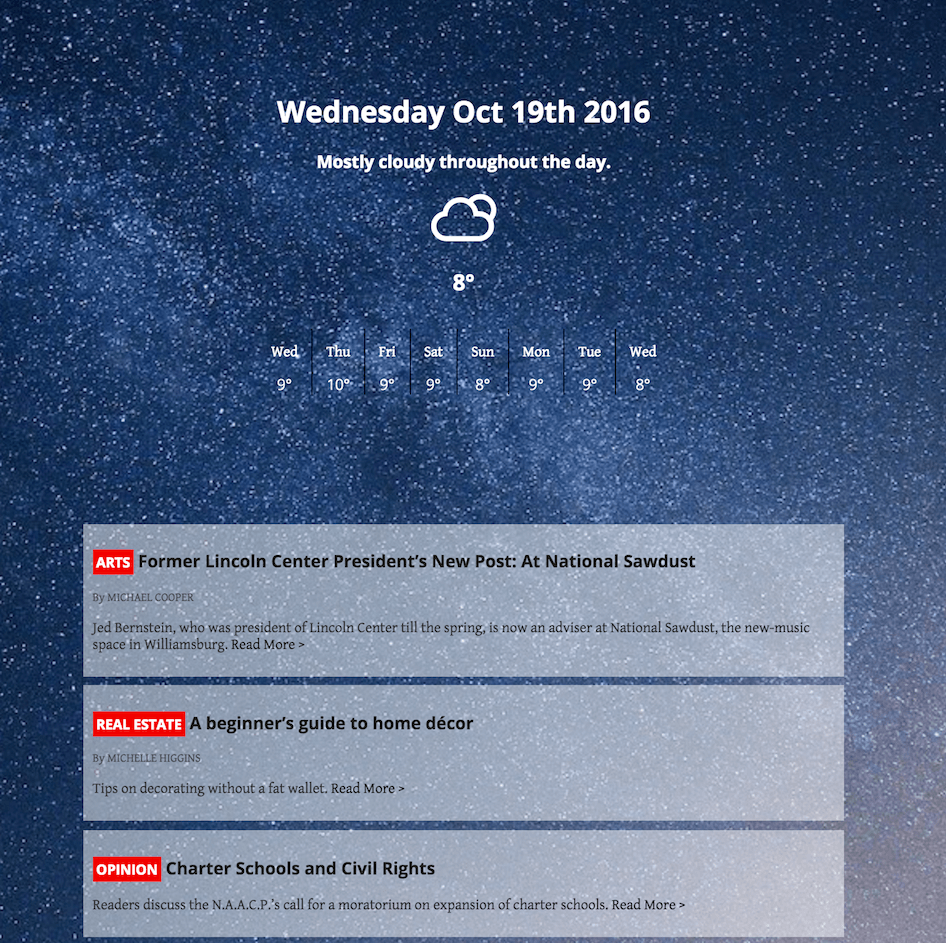 Wednesday Oct 19th 2016
Mostly cloudy throughout the day.
8°
Wed Thu Fri Sat Sun Mon Tue Wed
9° 10° 9° 9° 8° 9° 9° 8°
ARTS Former Lincoln Center President’s New Post: At National Sawdust
By MICHAEL COOPER
Jed Bernstein, who was president of Lincoln Center till the spring, is now an adviser at National Sawdust, the new-music
space in Williamsburg. Read More >
REAL ESTATE A beginner’s guide to home décor
By MICHELLE HIGGINS
Tips on decorating without a fat wallet. Read More >
OPINION Charter Schools and Civil Rights
Readers discuss the N.A.A.C.P.’s call for a moratorium on expansion of charter schools. Read More >